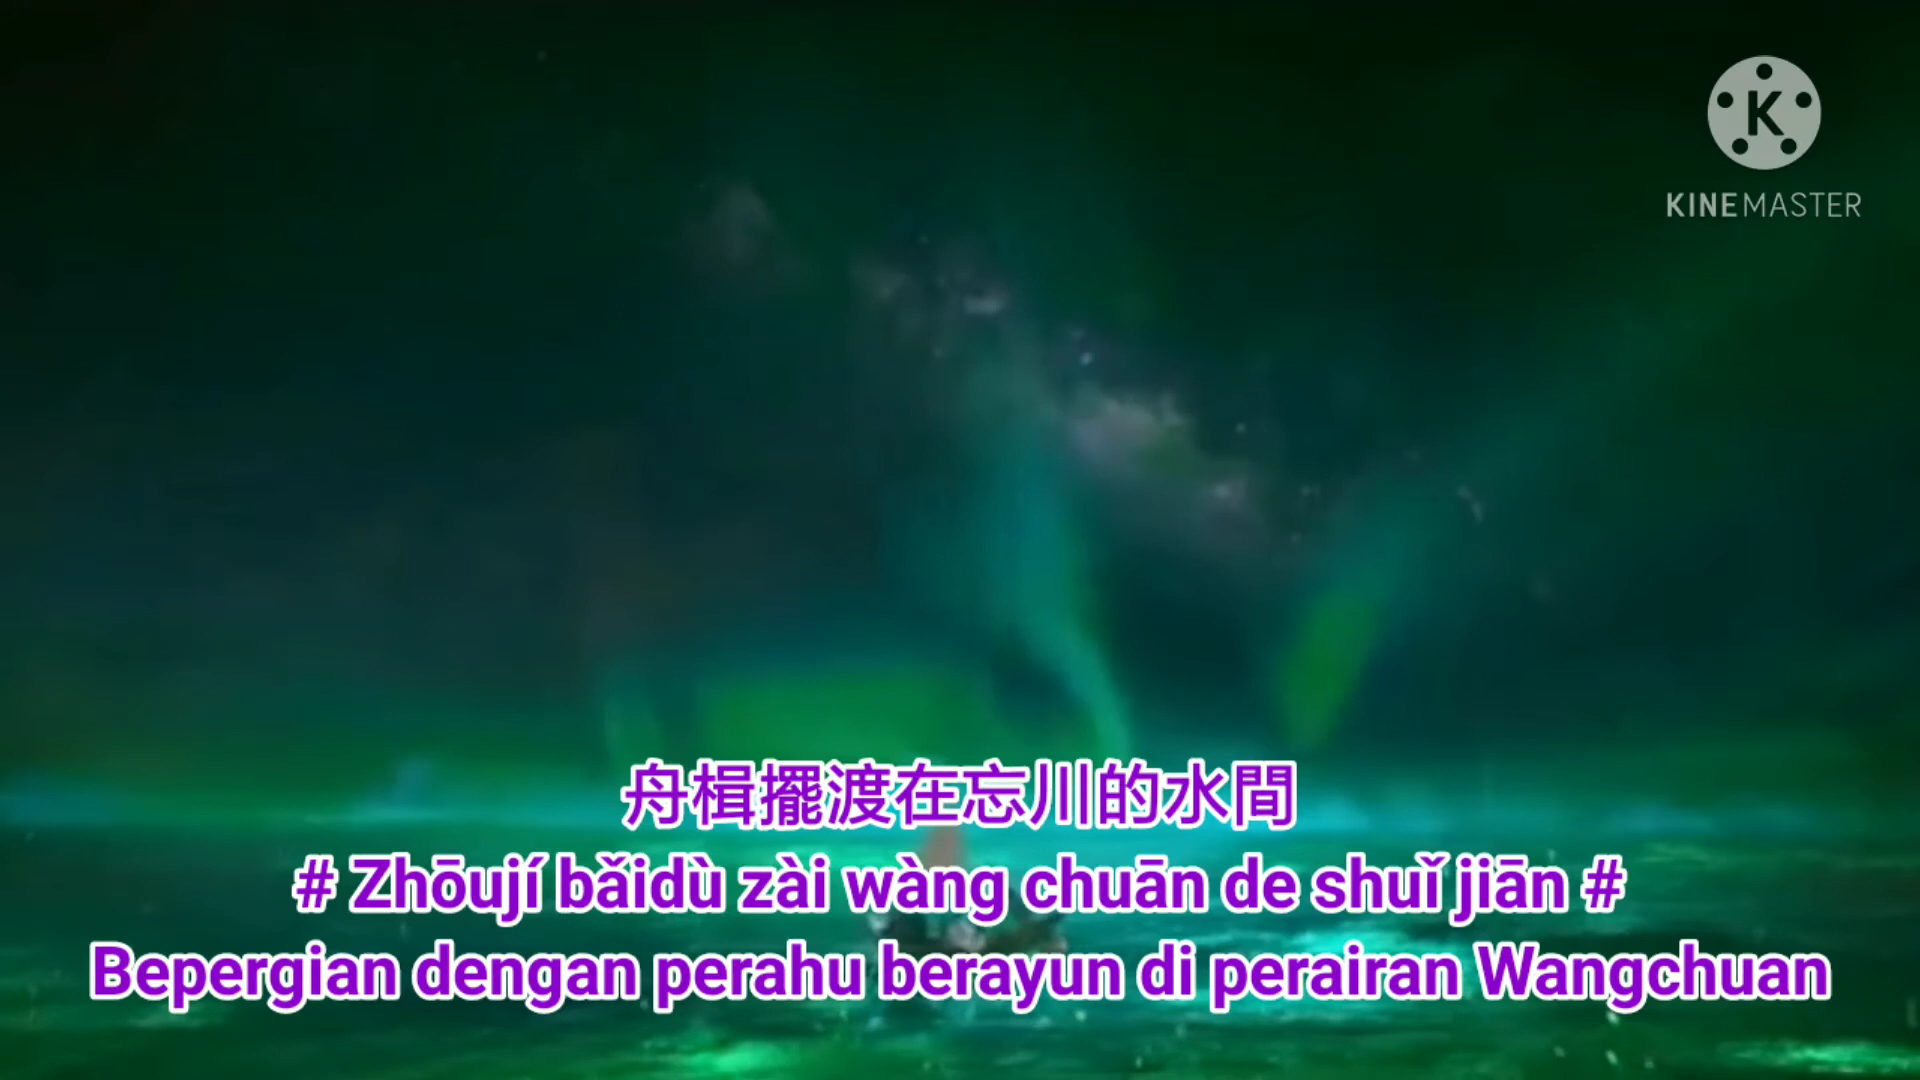 K
KINEMASTER
舟楫擺渡在忘川的水間
# Zhōují bǎidù zài wàng chuān de shuǐ jiān #
Bepergian dengan perahu berayun di perairan Wangchuan